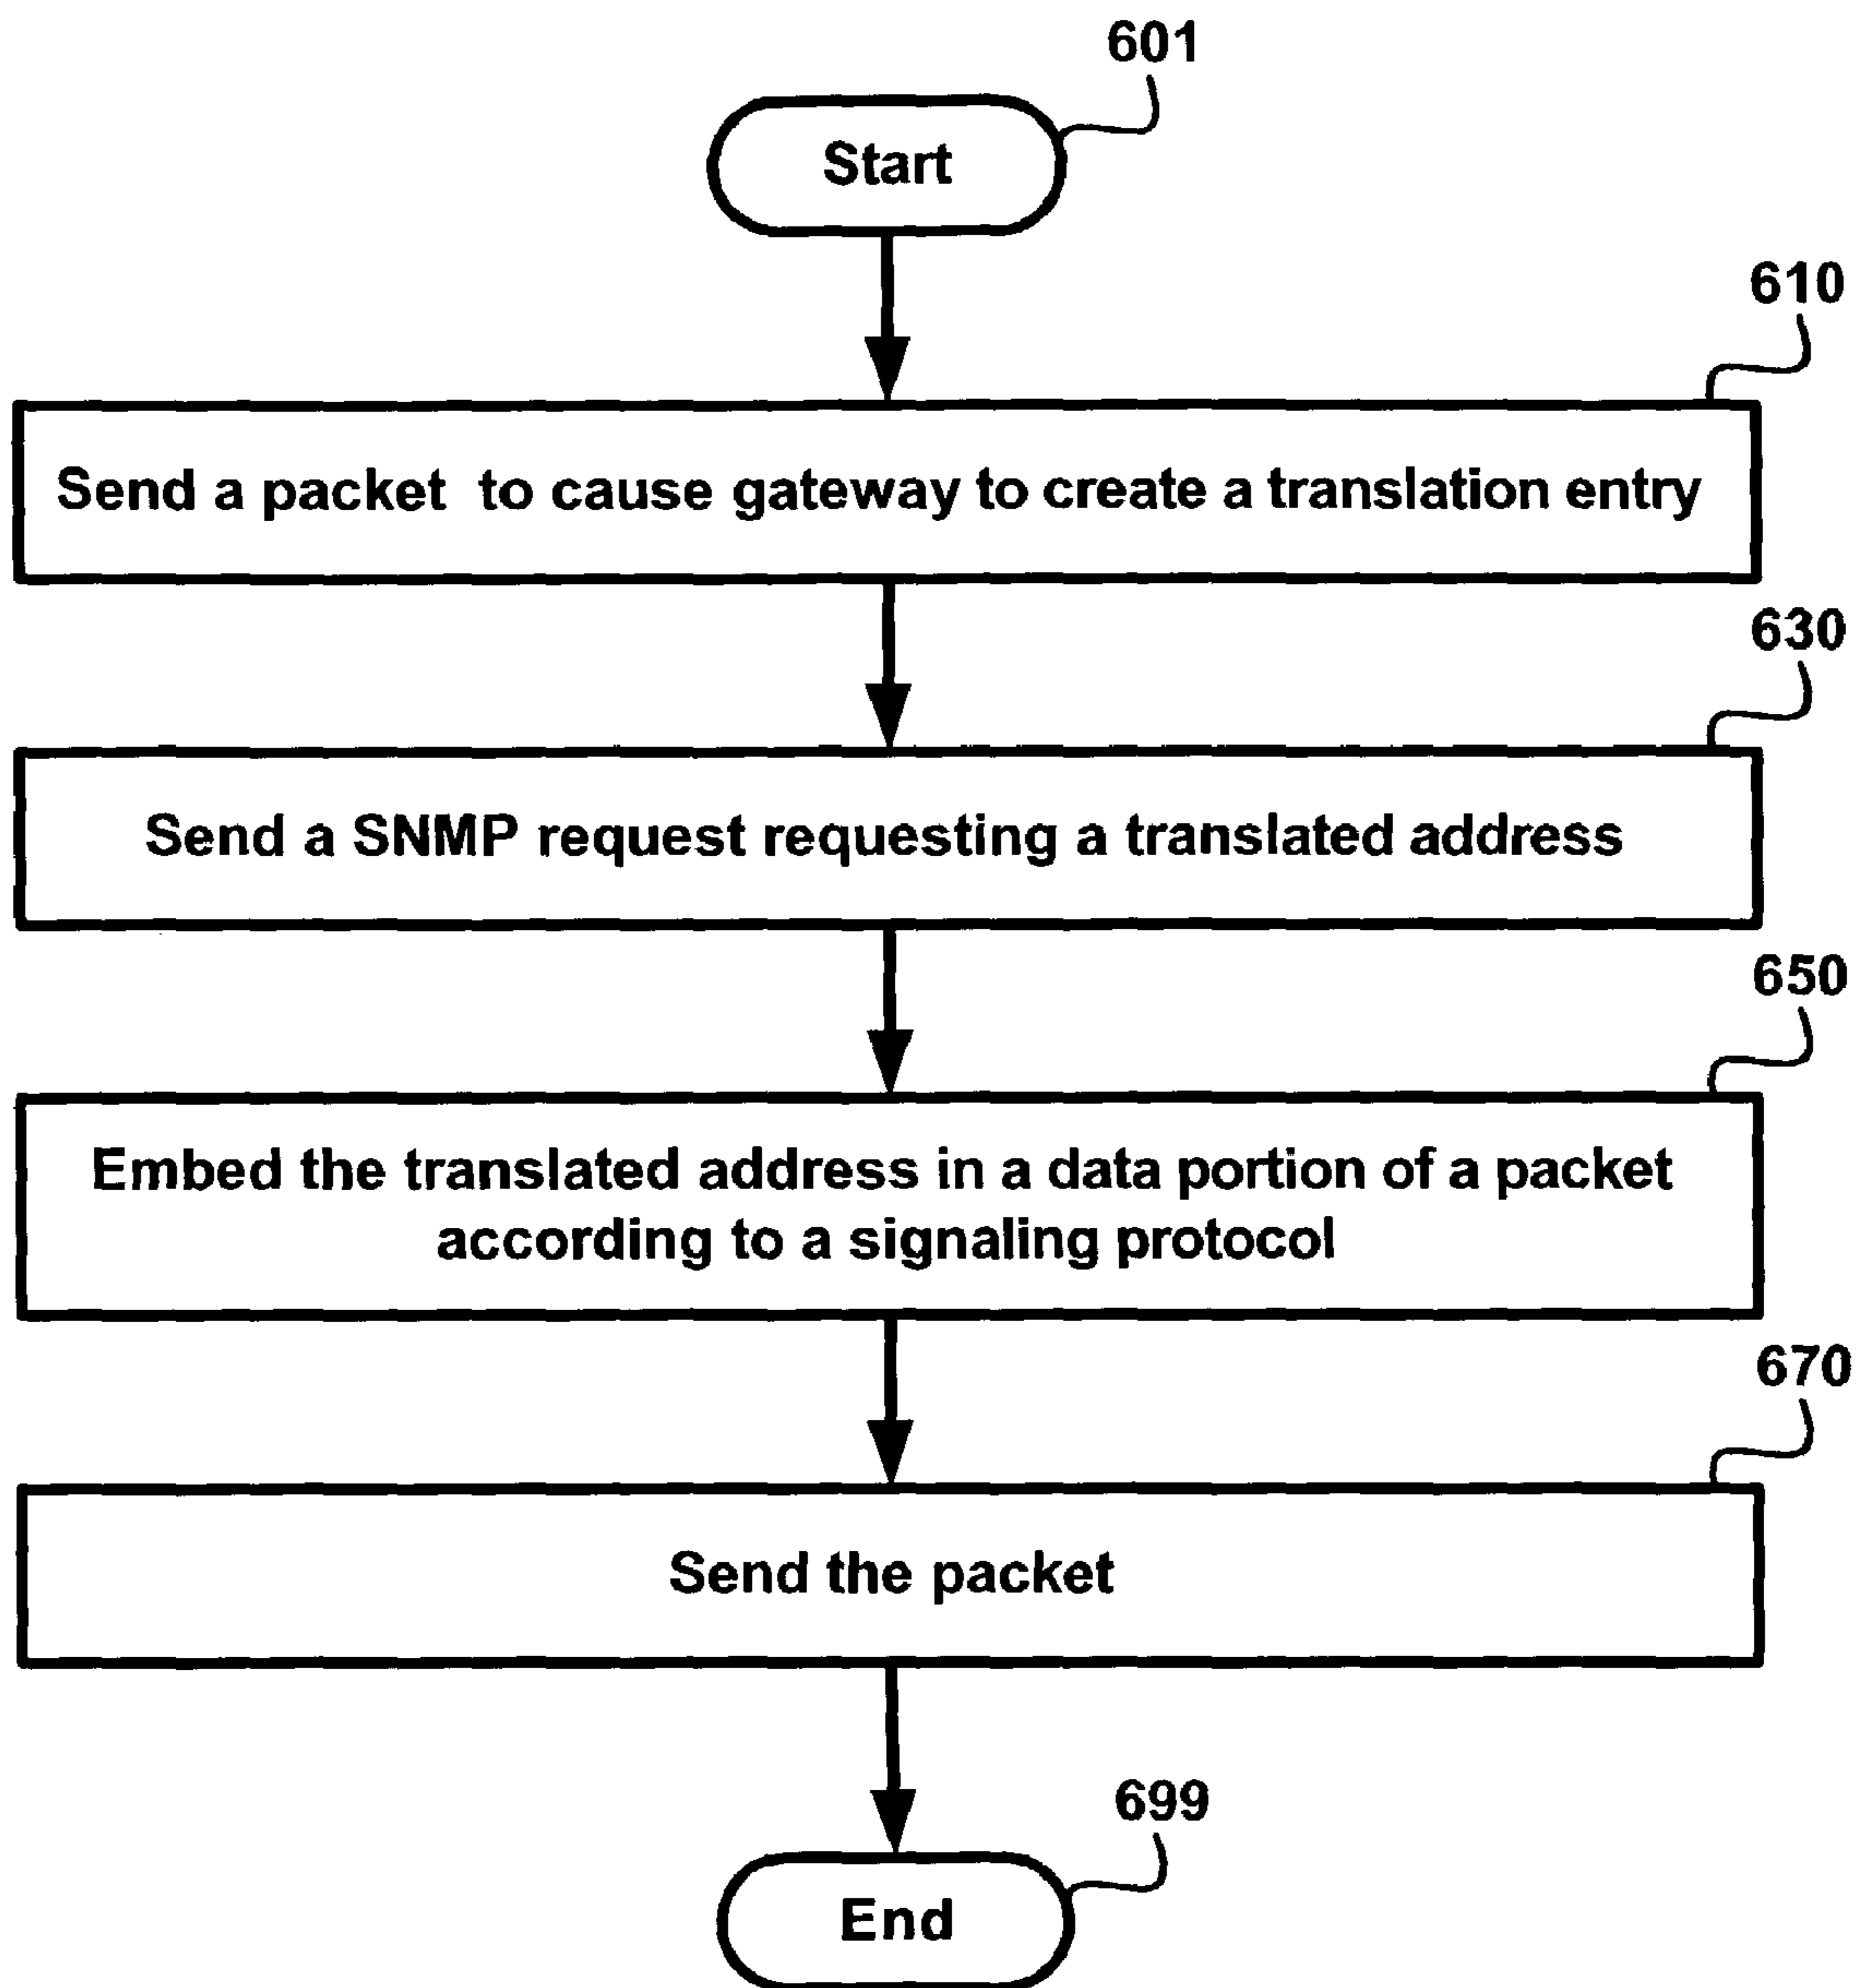 601
Start
610
Send a packet to cause gateway to create a translation entry
630
Send a SNMP request requesting a translated address
650
Embed the translated address in a data portion of a packet
according to a signaling protocol
670
Send the packet
699
End